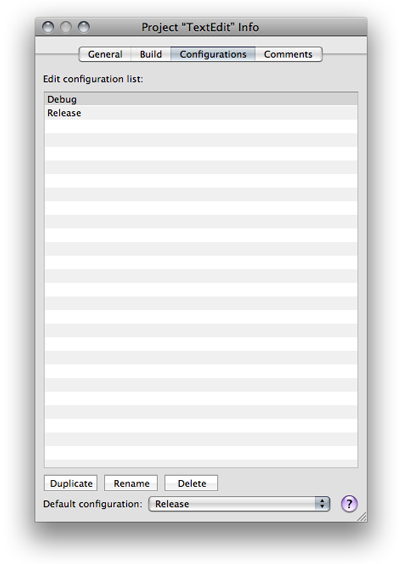 Project “TextEdit” Info
General Build Configurations Comments
Edit configuration list:
Debug
Release
Duplicate Rename Delete
Default configuration: Release ?